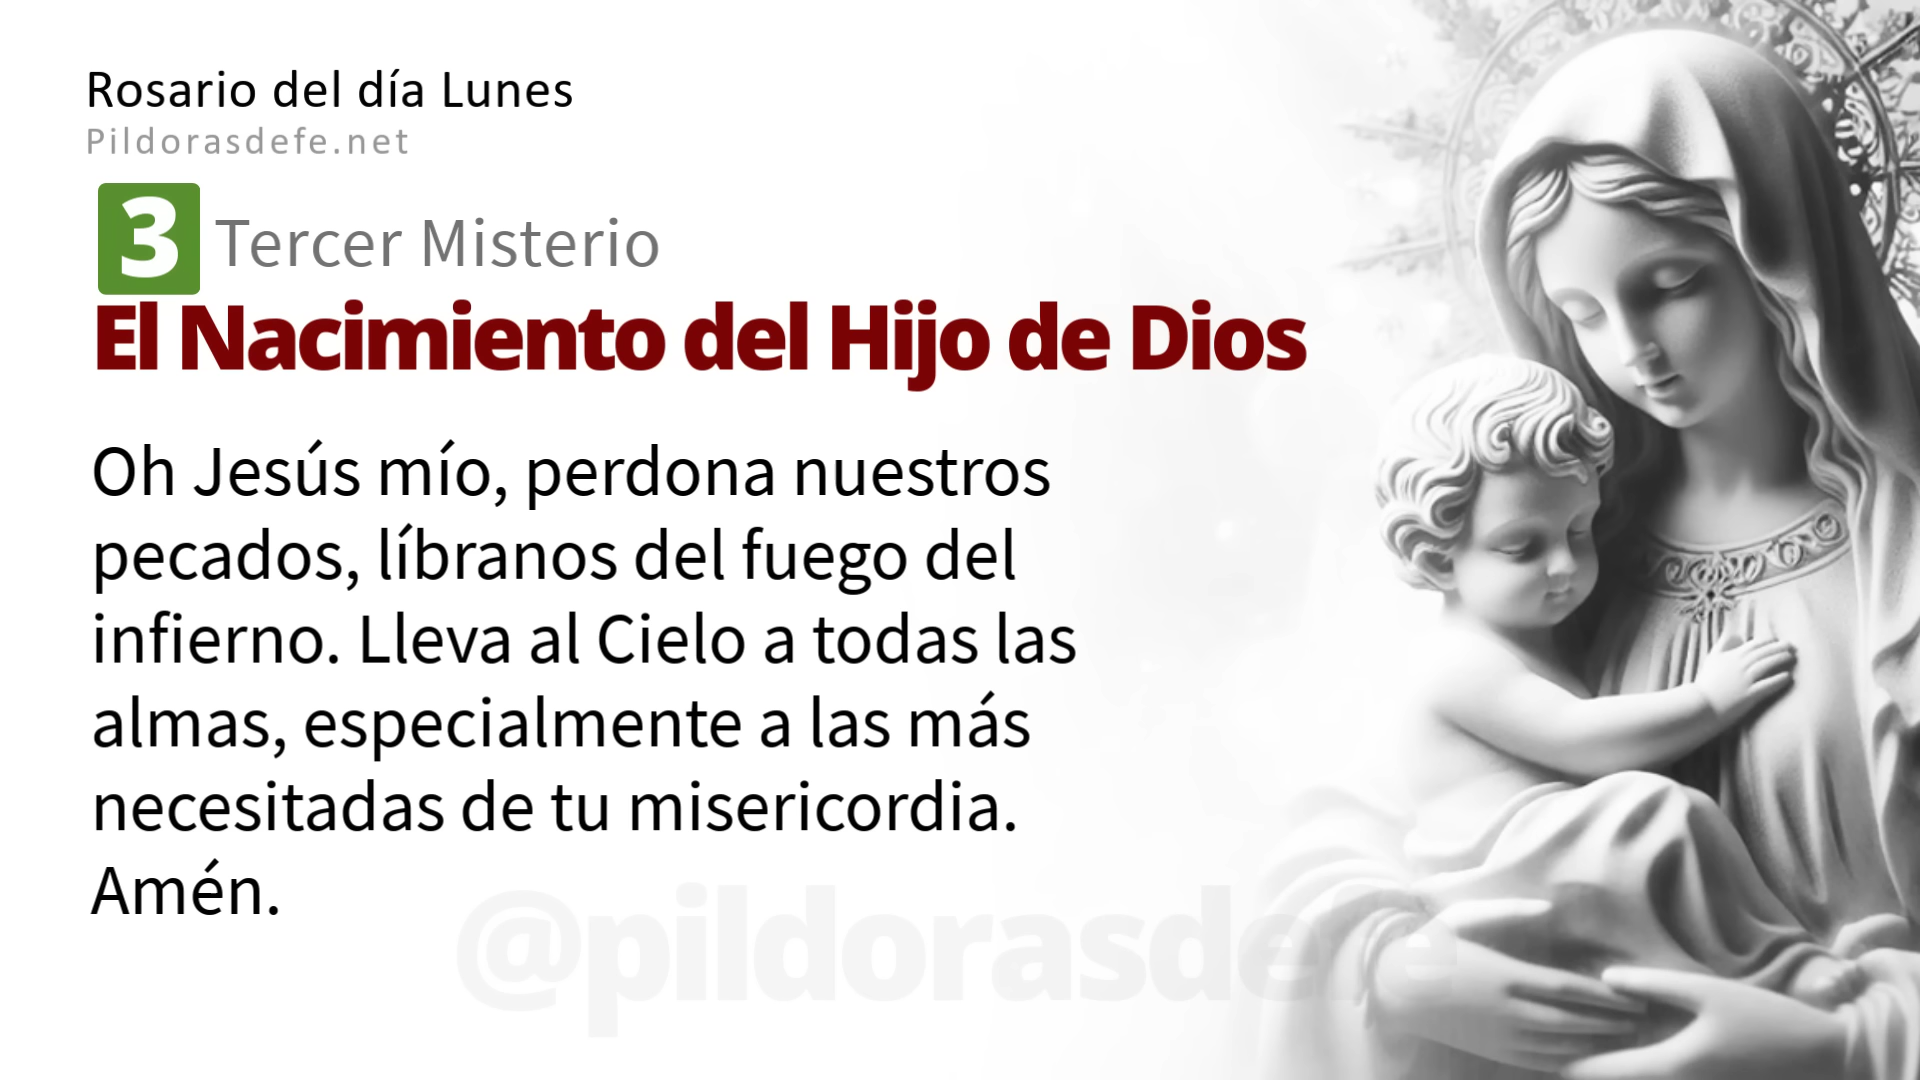 Rosario del día Lunes
Pildorasdefe.net
3 Tercer Misterio
El Nacimiento del Hijo de Dios
Oh Jesús mío, perdona nuestros
pecados, líbranos del fuego del
infierno. Lleva al Cielo a todas las
almas, especialmente a las más
necesitadas de tu misericordia.
Amén.
@pildorasdefe